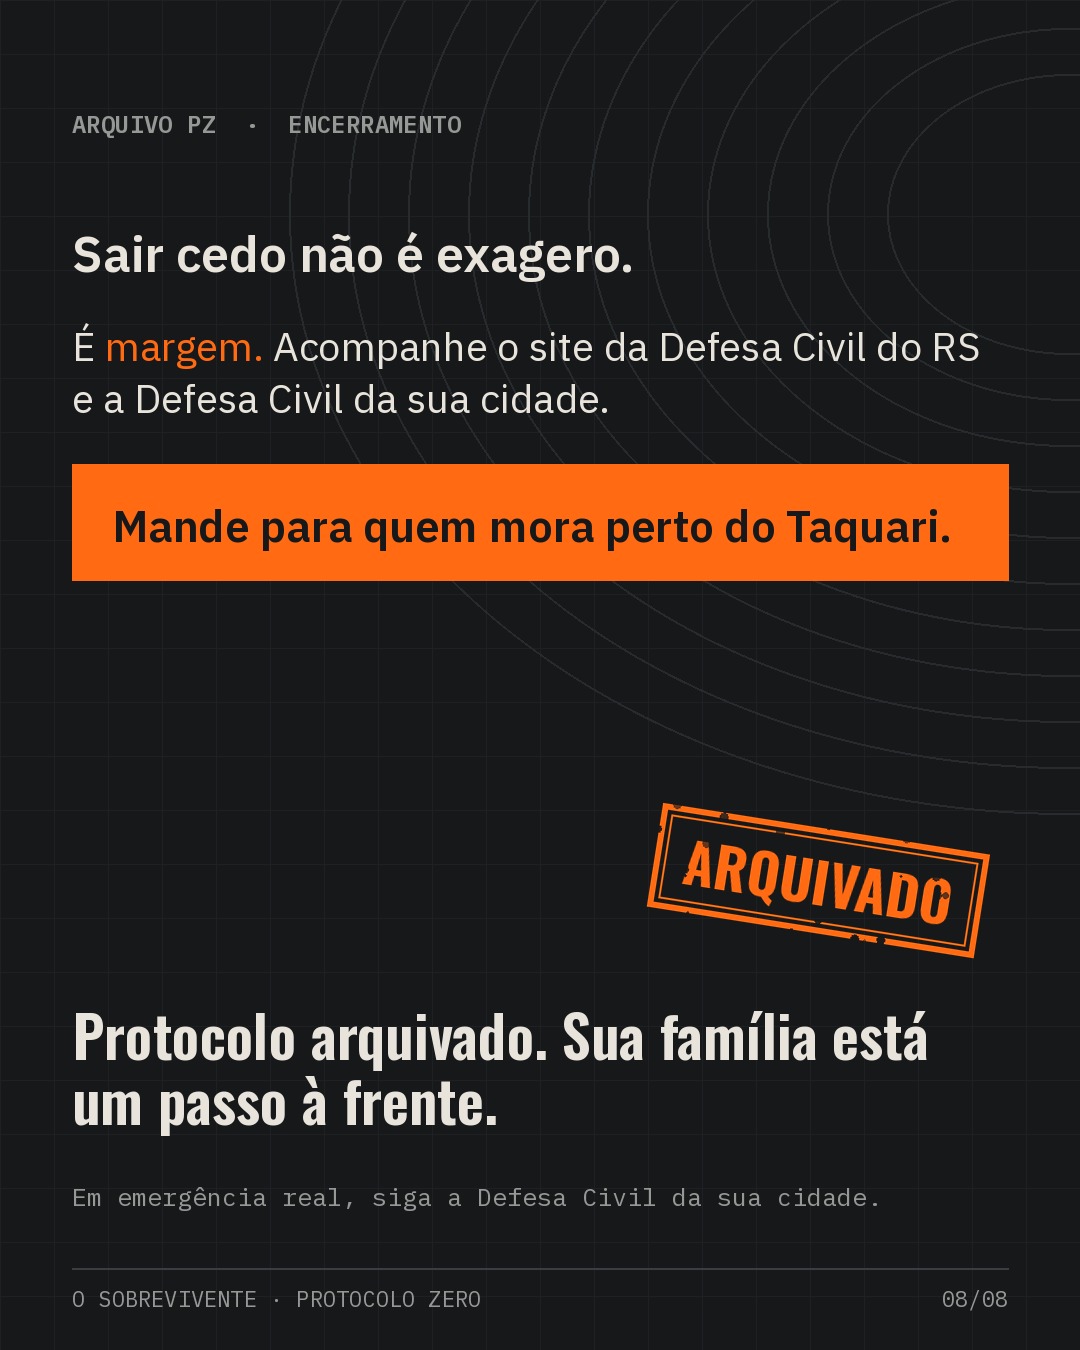 ARQUIVO PZ · ENCERRAMENTO
Sair cedo não é exagero.
É margem. Acompanhe o site da Defesa Civil do RS
e a Defesa Civil da sua cidade.
Mande para quem mora perto do Taquari.
ARQUIVADO
Protocolo arquivado. Sua família está
um passo à frente.
Em emergência real, siga a Defesa Civil da sua cidade.
O SOBREVIVENTE · PROTOCOLO ZERO
08/08